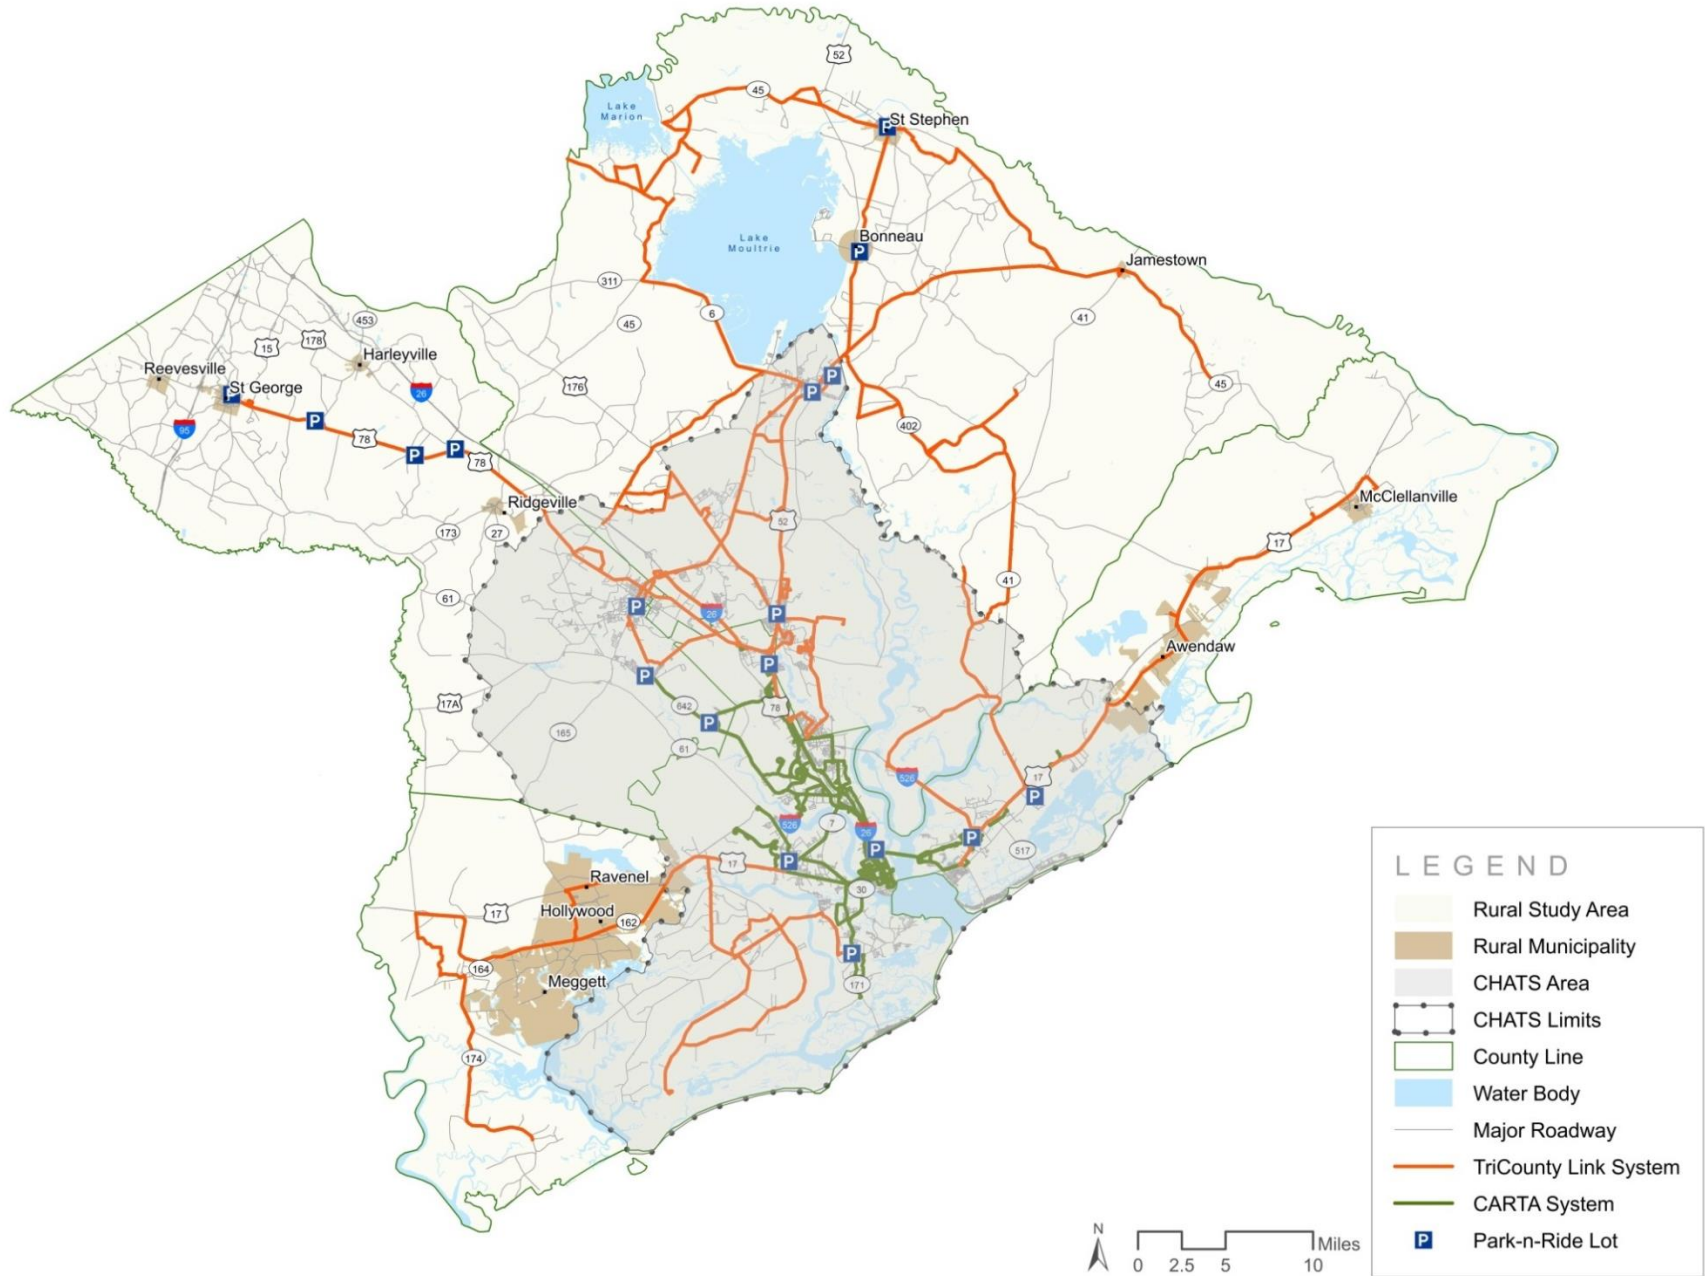 52
Lake
Marion
45
St Stephen
P
Lake
Moultrie
Bonneau
P
Jamestown
311
6
45
41
453
178
15
Harleyville
Reevesville
St George
P
26
176
95
P
78
P
P
78
P
P
45
402
Ridgeville
173
27
52
McClellanville
17
61
41
P
26
P
Awendaw
P
P
17A
642
78
P
165
61
526
17
P
526
7
26
P
P
P
517
17
30
Ravenel
Hollywood
17
162
164
P
Meggett
171
174
LEGEND
Rural Study Area
Rural Municipality
CHATS Area
CHATS Limits
County Line
Water Body
Major Roadway
TriCounty Link System
CARTA System
P Park-n-Ride Lot
N
Miles
0 2.5 5 10